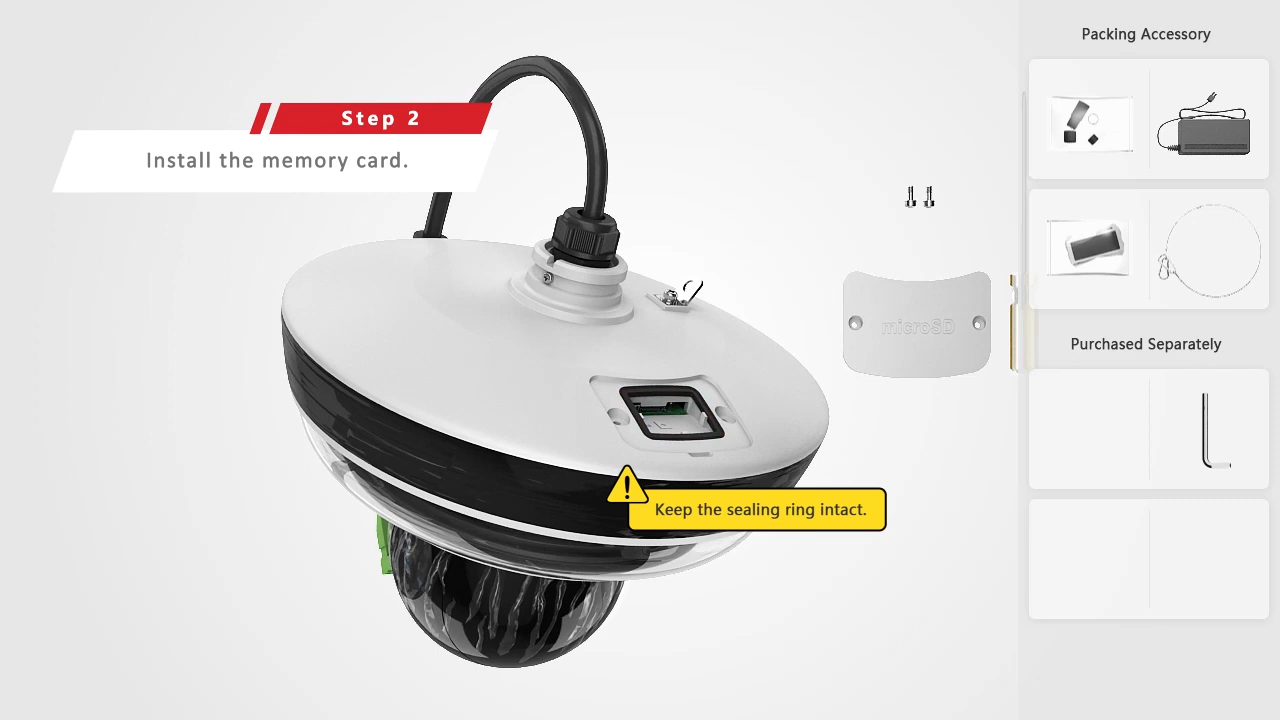 Step 2
Install the memory card.
microSD
Keep the sealing ring intact.
Packing Accessory
Purchased Separately